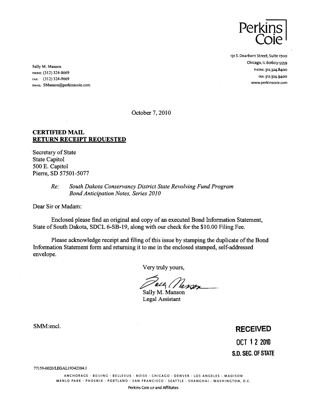 Perkins
Coie
131 S. Dearborn Street, Suite 1700
Chicago, IL 60603-5559
PHONE: 312.324.8400
FAX: 312.324.9400
www.perkinscoie.com
Sally M. Manson
PHONE: (312) 324-8669
FAX: (312) 324-9669
EMAIL: SManson@perkinscoie.com
October 7, 2010
CERTIFIED MAIL
RETURN RECEIPT REQUESTED
Secretary of State
State Capitol
500 E. Capitol
Pierre, SD 57501-5077
Re: South Dakota Conservancy District State Revolving Fund Program
Bond Anticipation Notes, Series 2010
Dear Sir or Madam:
Enclosed please find an original and copy of an executed Bond Information Statement,
State of South Dakota, SDCL 6-8B-19, along with our check for the $10.00 Filing Fee.
Please acknowledge receipt and filing of this issue by stamping the duplicate of the Bond
Information Statement form and returning it to me in the enclosed stamped, self-addressed
envelope.
Very truly yours,
Sally M. Manson
Legal Assistant
SMM:encl.
RECEIVED
OCT 12 2010
S.D. SEC. OF STATE
ANCHORAGE · BEIJING · BELLEVUE · BOISE · CHICAGO · DENVER · LOS ANGELES · MADISON
MENLO PARK · PHOENIX · PORTLAND · SAN FRANCISCO · SEATTLE · SHANGHAI · WASHINGTON, D.C.
Perkins Coie LLP and Affiliates